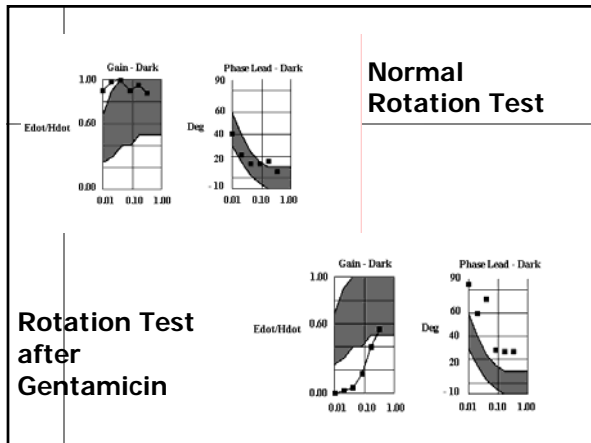 Gain - Dark
1.00
0.60
Edot/Hdot
0.00
0.01 0.10 1.00
Phase Lead - Dark
90
60
Deg
40
20
- 10
0.01 0.10 1.00
Normal
Rotation Test
Rotation Test
after
Gentamicin
Gain - Dark
1.00
0.60
Edot/Hdot
0.00
0.01 0.10 1.00
Phase Lead - Dark
90
60
Deg
40
20
- 10
0.01 0.10 1.00